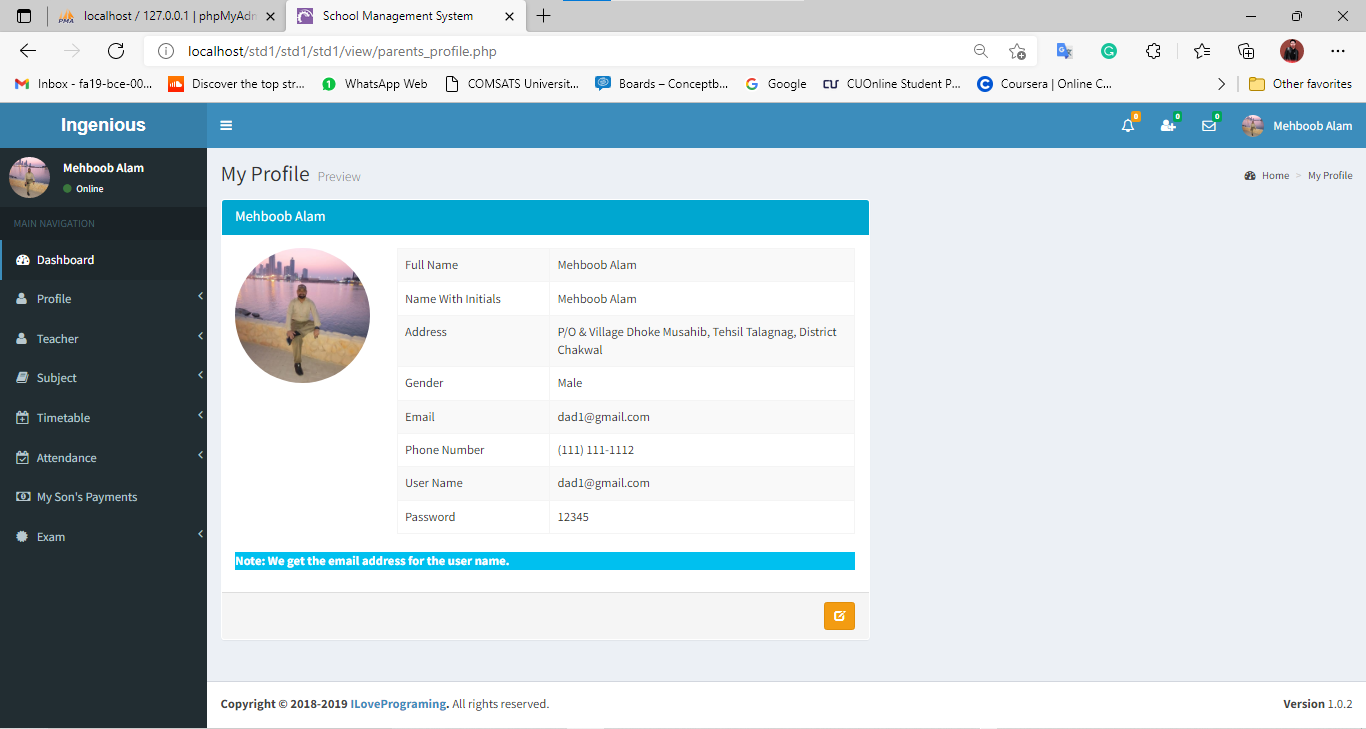 localhost / 127.0.0.1 | phpMyAdn
School Management System
localhost/std1/std1/std1/view/parents_profile.php
Inbox - fa19-bce-00...
Discover the top str...
WhatsApp Web
COMSATS Universit...
Boards – Conceptb...
Google
CUOnline Student P...
Coursera | Online C...
Other favorites
Ingenious
0
0
0
Mehboob Alam
Mehboob Alam
Online
MAIN NAVIGATION
Dashboard
Profile
Teacher
Subject
Timetable
Attendance
My Son's Payments
Exam
My Profile Preview
Home > My Profile
Mehboob Alam
Full Name Mehboob Alam
Name With Initials Mehboob Alam
Address P/O & Village Dhoke Musahib, Tehsil Talagnag, District
Chakwal
Gender Male
Email dad1@gmail.com
Phone Number (111) 111-1112
User Name dad1@gmail.com
Password 12345
Note: We get the email address for the user name.
Copyright © 2018-2019 ILovePrograming. All rights reserved.
Version 1.0.2